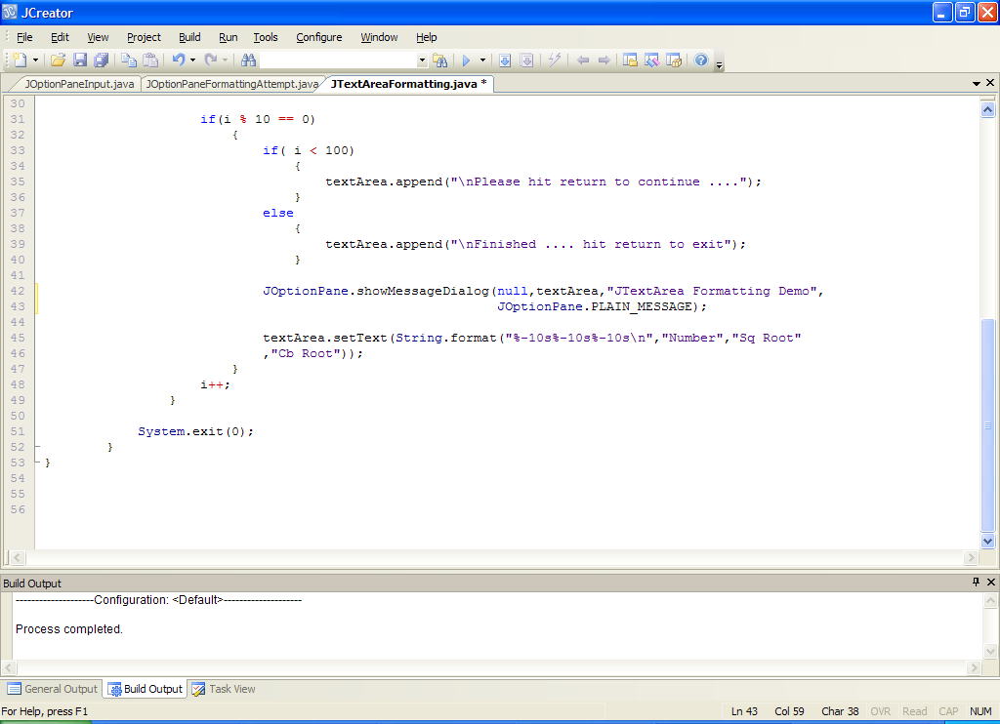 JCreator
File Edit View Project Build Run Tools Configure Window Help
JOptionPaneInput.java JOptionPaneFormattingAttempt.java JTextAreaFormatting.java *
30
31 if(i % 10 == 0)
32 {
33 if( i < 100)
34 {
35 textArea.append("\nPlease hit return to continue ....");
36 }
37 else
38 {
39 textArea.append("\nFinished .... hit return to exit");
40 }
41
42 JOptionPane.showMessageDialog(null,textArea,"JTextArea Formatting Demo",
43 JOptionPane.PLAIN_MESSAGE);
44
45 textArea.setText(String.format("%-10s%-10s%-10s\n","Number","Sq Root"
46 ,"Cb Root"));
47 }
48 i++;
49 }
50
51 System.exit(0);
52 }
53 }
54
55
56
Build Output
--------------------Configuration: <Default>--------------------
Process completed.
General Output Build Output Task View
For Help, press F1 Ln 43 Col 59 Char 38 OVR Read CAP NUM